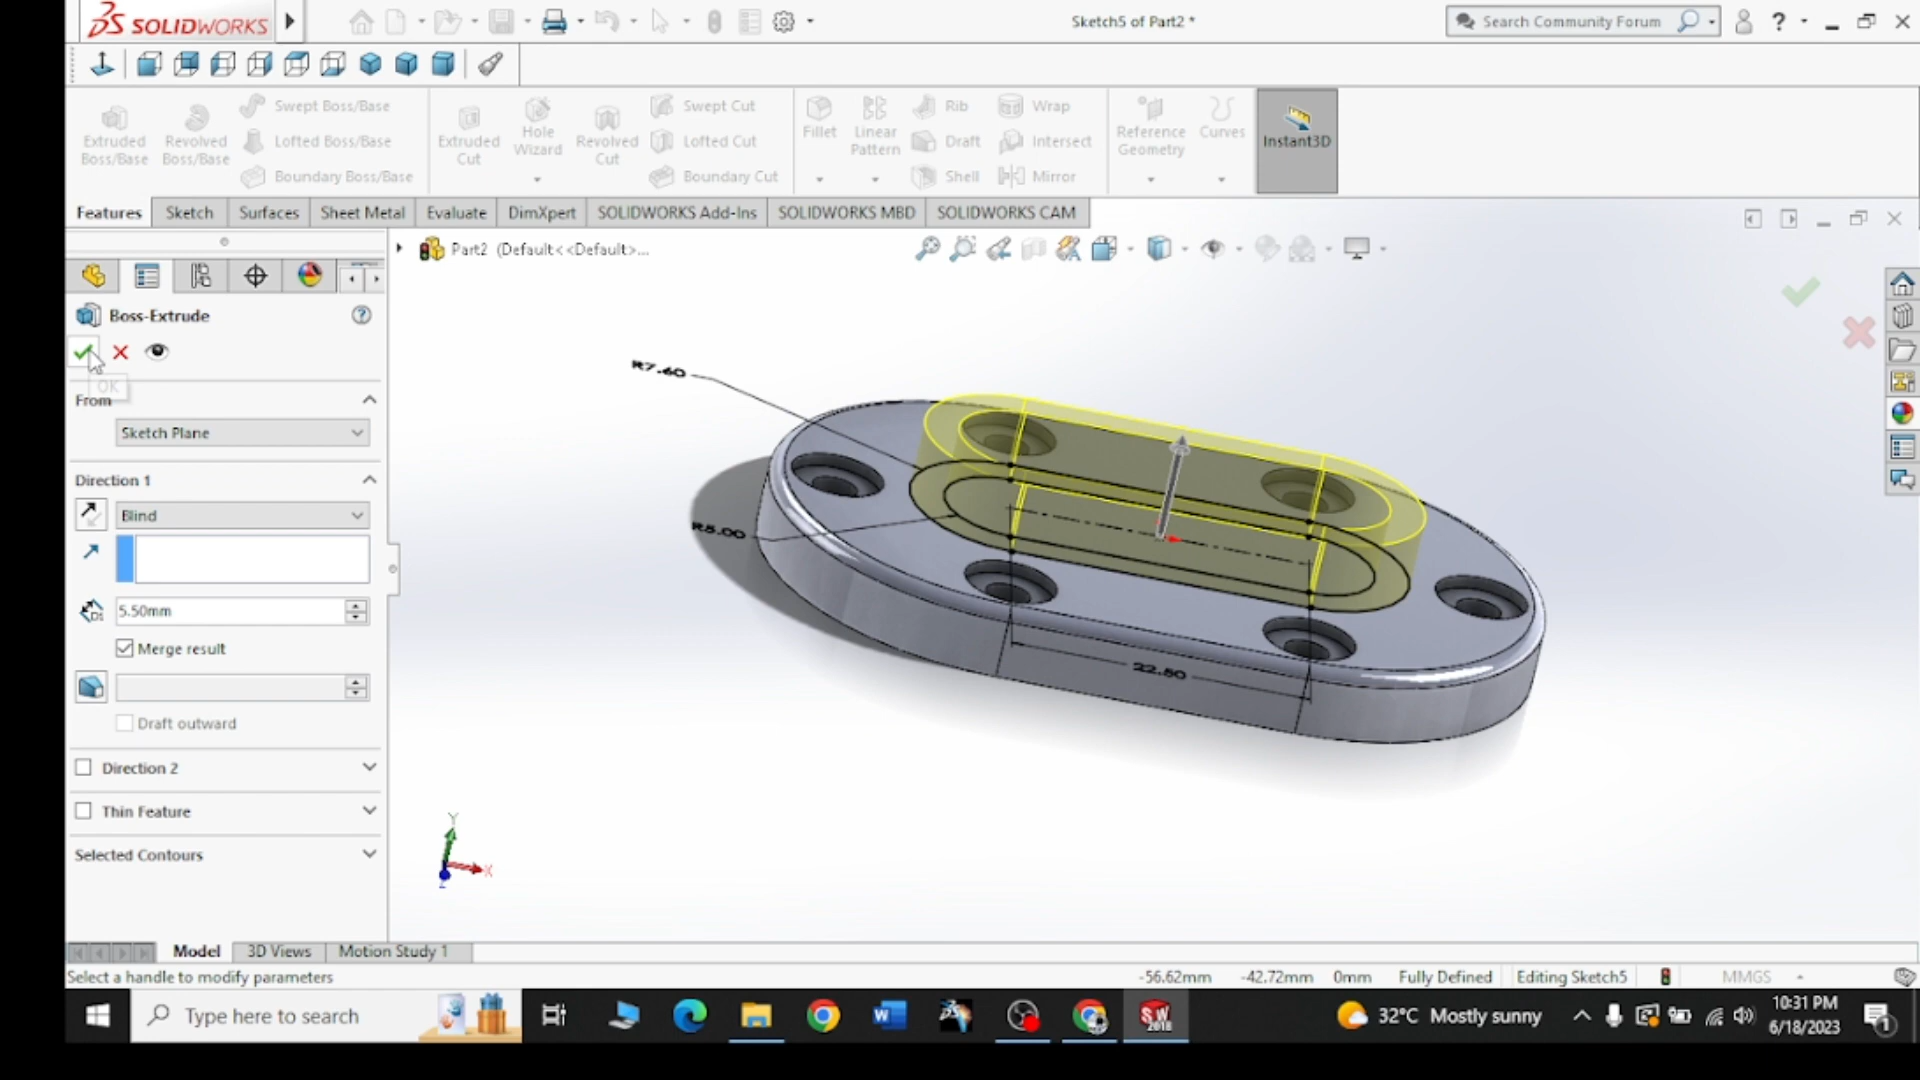 SOLIDWORKS
Sketch5 of Part2 *
Search Community Forum
?
Extruded Boss/Base
Revolved Boss/Base
Swept Boss/Base
Lofted Boss/Base
Boundary Boss/Base
Extruded Cut
Hole Wizard
Revolved Cut
Swept Cut
Lofted Cut
Boundary Cut
Fillet
Linear Pattern
Rib
Draft
Shell
Wrap
Intersect
Mirror
Reference Geometry
Curves
Instant3D
Features
Sketch
Surfaces
Sheet Metal
Evaluate
DimXpert
SOLIDWORKS Add-Ins
SOLIDWORKS MBD
SOLIDWORKS CAM
Part2 (Default<<Default>...
Boss-Extrude
?
OK
From
Sketch Plane
Direction 1
Blind
5.50mm
Merge result
Draft outward
Direction 2
Thin Feature
Selected Contours
R7.60
R5.00
22.50
Y
X
Z
Model
3D Views
Motion Study 1
Select a handle to modify parameters
-56.62mm
-42.72mm
0mm
Fully Defined
Editing Sketch5
MMGS
Type here to search
32°C Mostly sunny
10:31 PM
6/18/2023
1